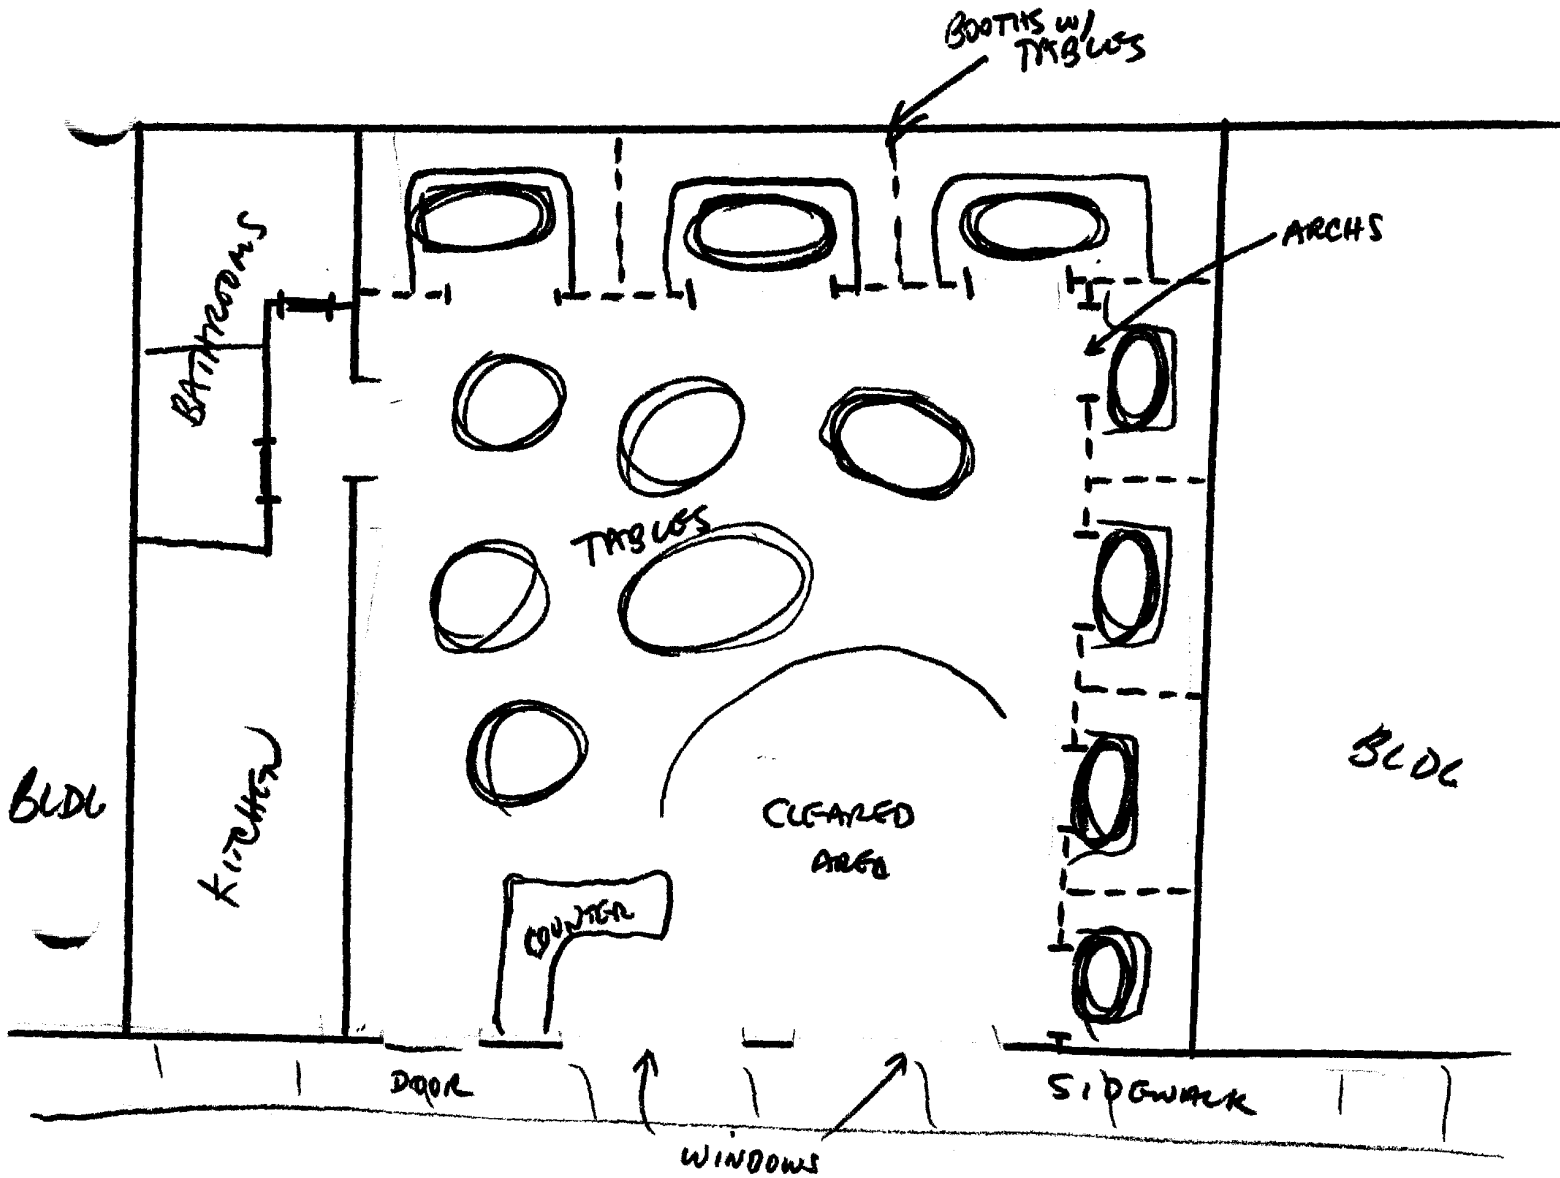 BOOTHS W/
TABLES
ARCHS
BATHROOMS
TABLES
KITCHEN
BLDG
BLDG
CLEARED
AREA
COUNTER
DOOR
SIDEWALK
WINDOWS